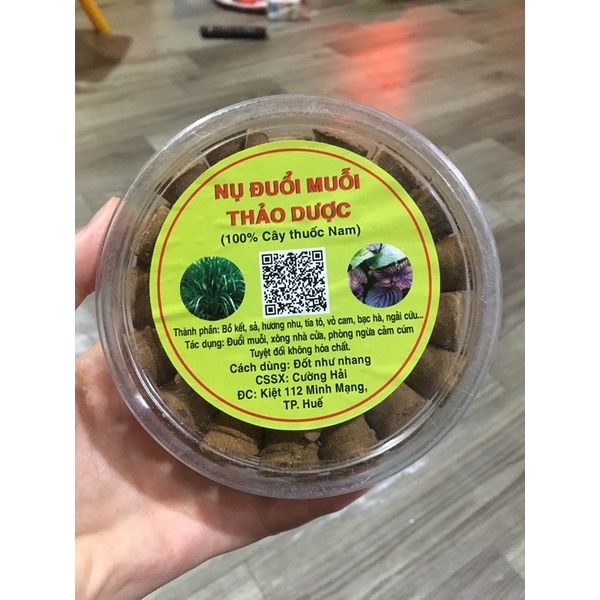 NỤ ĐUỔI MUỖI
THẢO DƯỢC
(100% Cây thuốc Nam)
Thành phần: Bồ kết, sả, hương nhu, tía tô, vỏ cam, bạc hà, ngải cứu...
Tác dụng: Đuổi muỗi, xông nhà cửa, phòng ngừa cảm cúm
Tuyệt đối không hóa chất.
Cách dùng: Đốt như nhang
CSSX: Cường Hải
ĐC: Kiệt 112 Minh Mạng,
TP. Huế